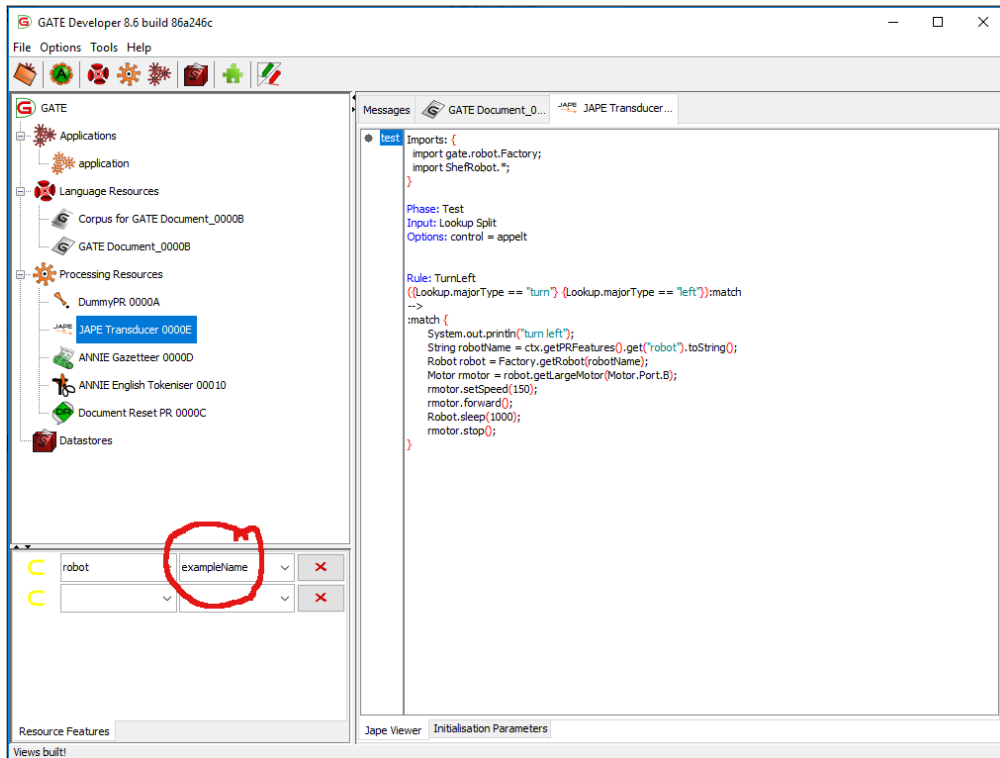 GATE Developer 8.6 build 86a246c
File Options Tools Help
GATE
Applications
application
Language Resources
Corpus for GATE Document_0000B
GATE Document_0000B
Processing Resources
DummyPR 0000A
JAPE Transducer 0000E
ANNIE Gazetteer 0000D
ANNIE English Tokeniser 00010
Document Reset PR 0000C
Datastores
robot exampleName
Resource Features
Views built!
Messages GATE Document_0... JAPE Transducer...
test
Imports: {
import gate.robot.Factory;
import ShefRobot.*;
}
Phase: Test
Input: Lookup Split
Options: control = appelt
Rule: TurnLeft
({Lookup.majorType == "turn"} {Lookup.majorType == "left"}):match
-->
:match {
System.out.println("turn left");
String robotName = ctx.getPRFeatures().get("robot").toString();
Robot robot = Factory.getRobot(robotName);
Motor rmotor = robot.getLargeMotor(Motor.Port.B);
rmotor.setSpeed(150);
rmotor.forward();
Robot.sleep(1000);
rmotor.stop();
}
Jape Viewer Initialisation Parameters